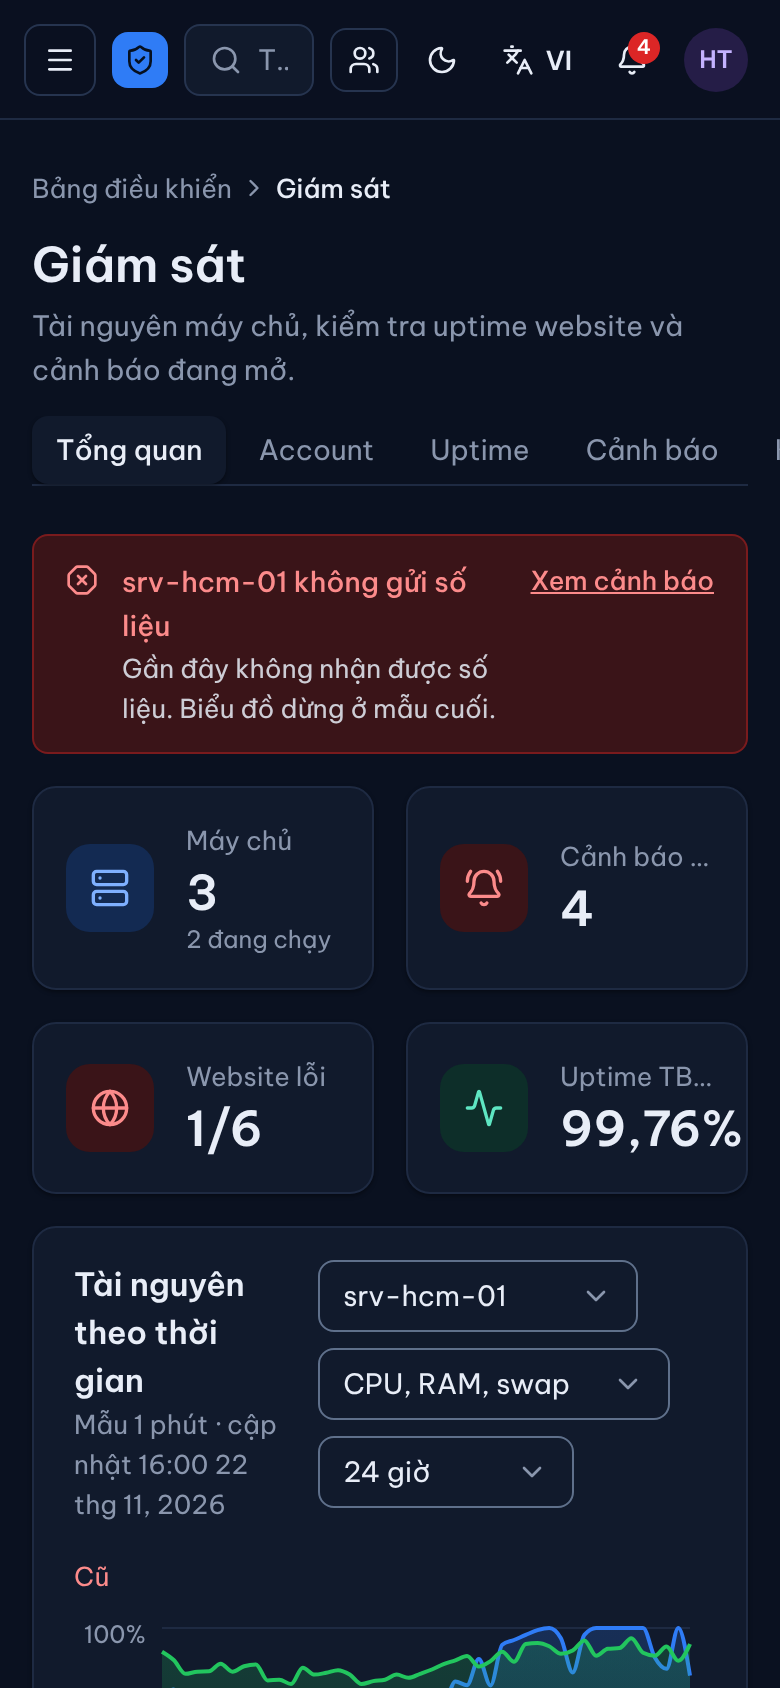 T..
VI
4
HT
Bảng điều khiển > Giám sát
Giám sát
Tài nguyên máy chủ, kiểm tra uptime website và
cảnh báo đang mở.
Tổng quan Account Uptime Cảnh báo
srv-hcm-01 không gửi số
liệu
Xem cảnh báo
Gần đây không nhận được số
liệu. Biểu đồ dừng ở mẫu cuối.
Máy chủ
3
2 đang chạy
Cảnh báo ...
4
Website lỗi
1/6
Uptime TB...
99,76%
Tài nguyên
theo thời
gian
Mẫu 1 phút · cập
nhật 16:00 22
thg 11, 2026
srv-hcm-01
CPU, RAM, swap
24 giờ
Cũ
100%